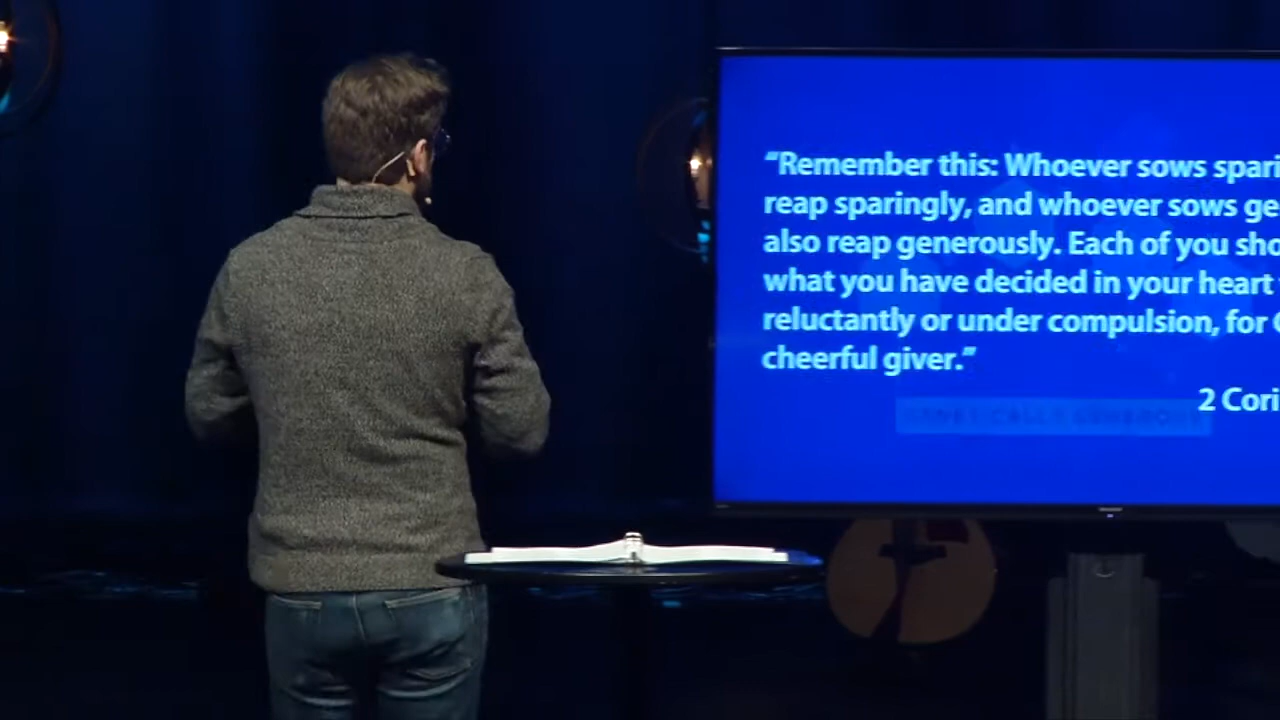 “Remember this: Whoever sows spari
reap sparingly, and whoever sows ge
also reap generously. Each of you sho
what you have decided in your heart
reluctantly or under compulsion, for
cheerful giver.”
2 Cori